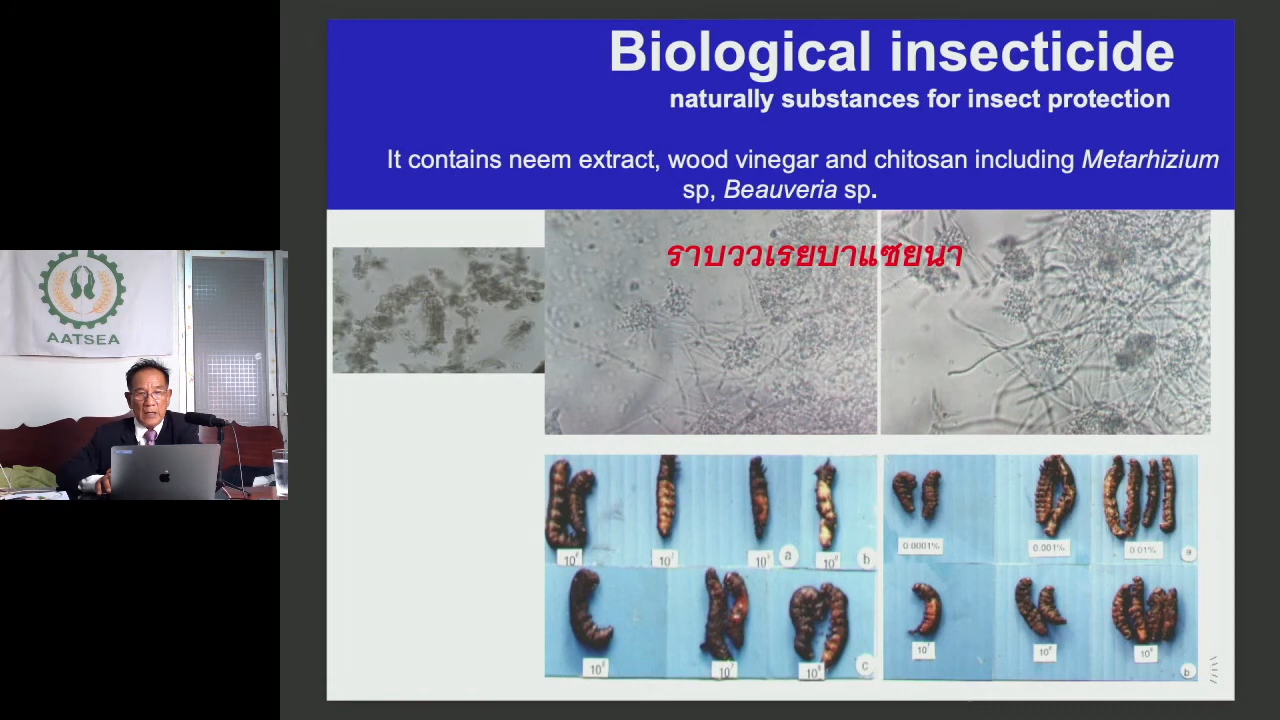 Biological insecticide
naturally substances for insect protection
It contains neem extract, wood vinegar and chitosan including Metarhizium
sp, Beauveria sp.
ราบววเรยบาแซยนา
AATSEA
a
b
0.0001%
0.001%
0.01%
a
10⁷
10⁸
c
b